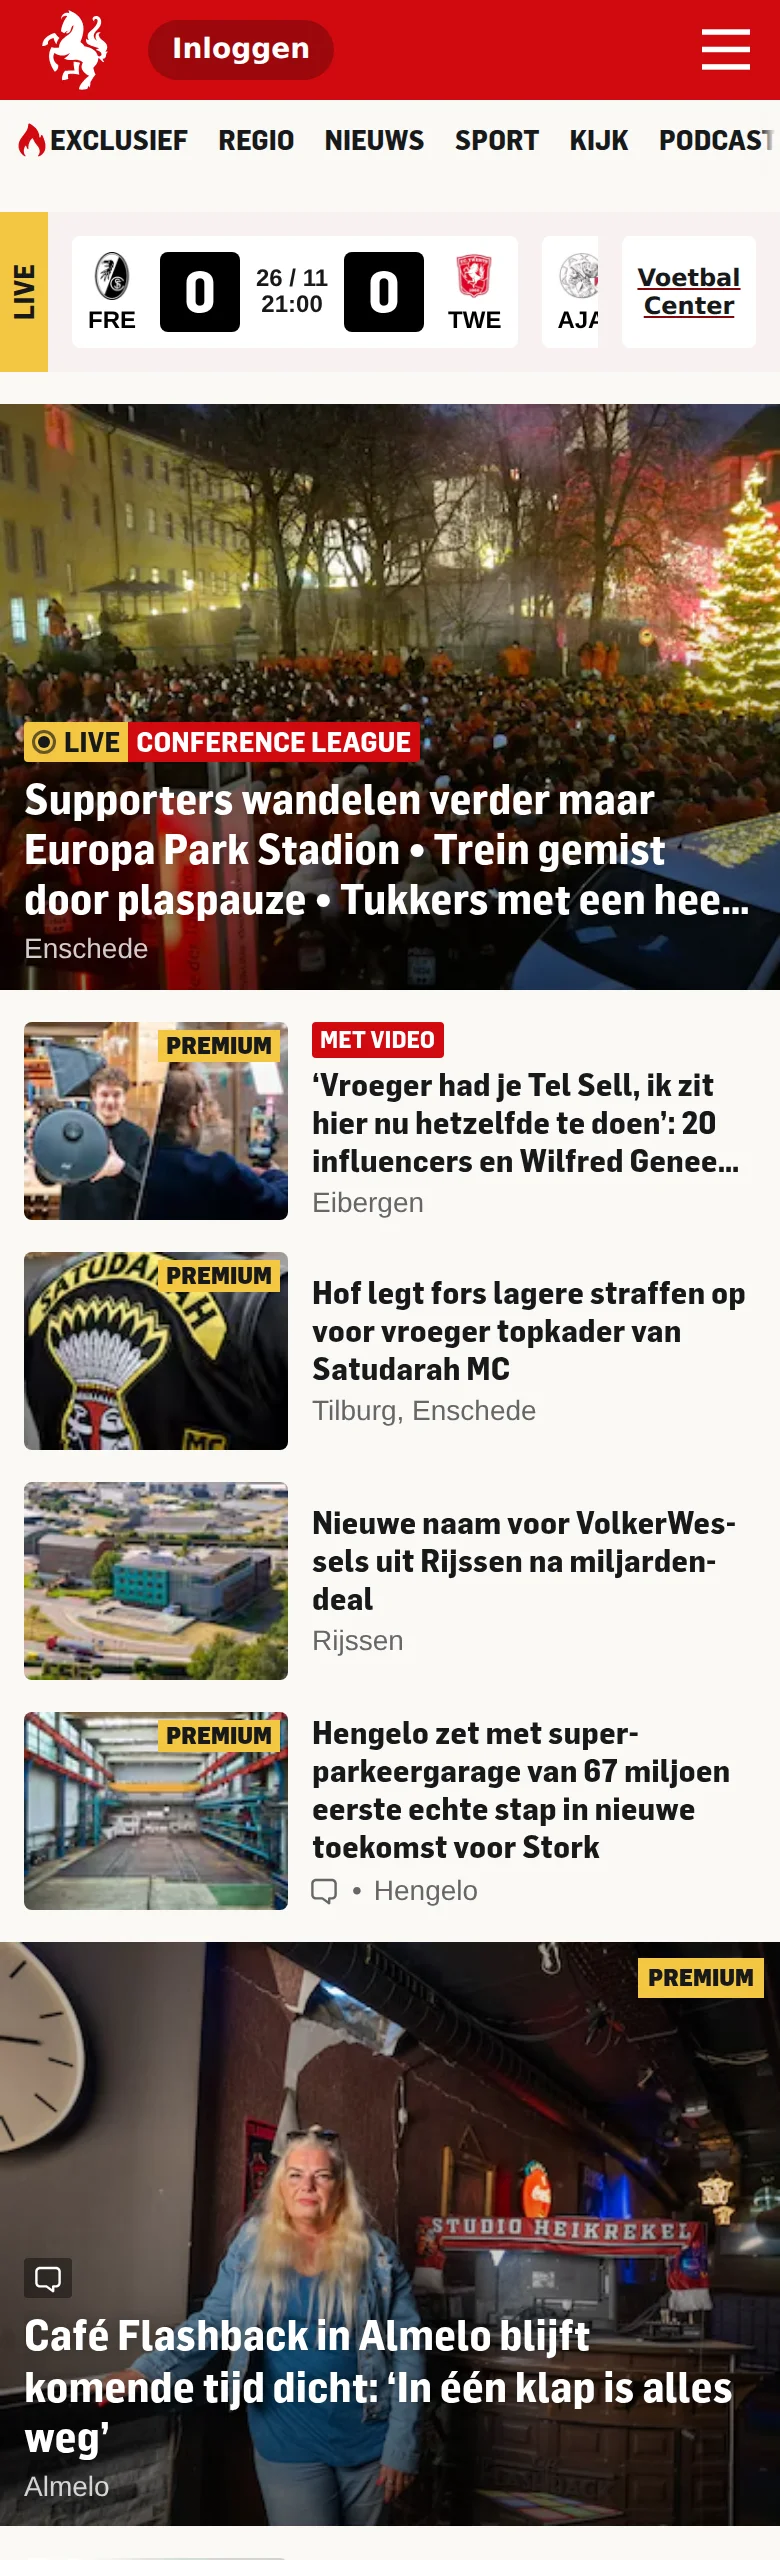 Inloggen
EXCLUSIEF REGIO NIEUWS SPORT KIJK PODCAST
LIVE
FRE
0
26 / 11
21:00
0
TWE
AJA
Voetbal
Center
LIVE CONFERENCE LEAGUE
Supporters wandelen verder maar
Europa Park Stadion • Trein gemist
door plaspauze • Tukkers met een hee...
Enschede
PREMIUM
MET VIDEO
‘Vroeger had je Tel Sell, ik zit
hier nu hetzelfde te doen’: 20
influencers en Wilfred Genee...
Eibergen
SATUDARAH
MC
PREMIUM
Hof legt fors lagere straffen op
voor vroeger topkader van
Satudarah MC
Tilburg, Enschede
Nieuwe naam voor VolkerWes-
sels uit Rijssen na miljarden-
deal
Rijssen
PREMIUM
Hengelo zet met super-
parkeergarage van 67 miljoen
eerste echte stap in nieuwe
toekomst voor Stork
• Hengelo
PREMIUM
STUDIO HEIKREKEL
Café Flashback in Almelo blijft
komende tijd dicht: ‘In één klap is alles
weg’
Almelo